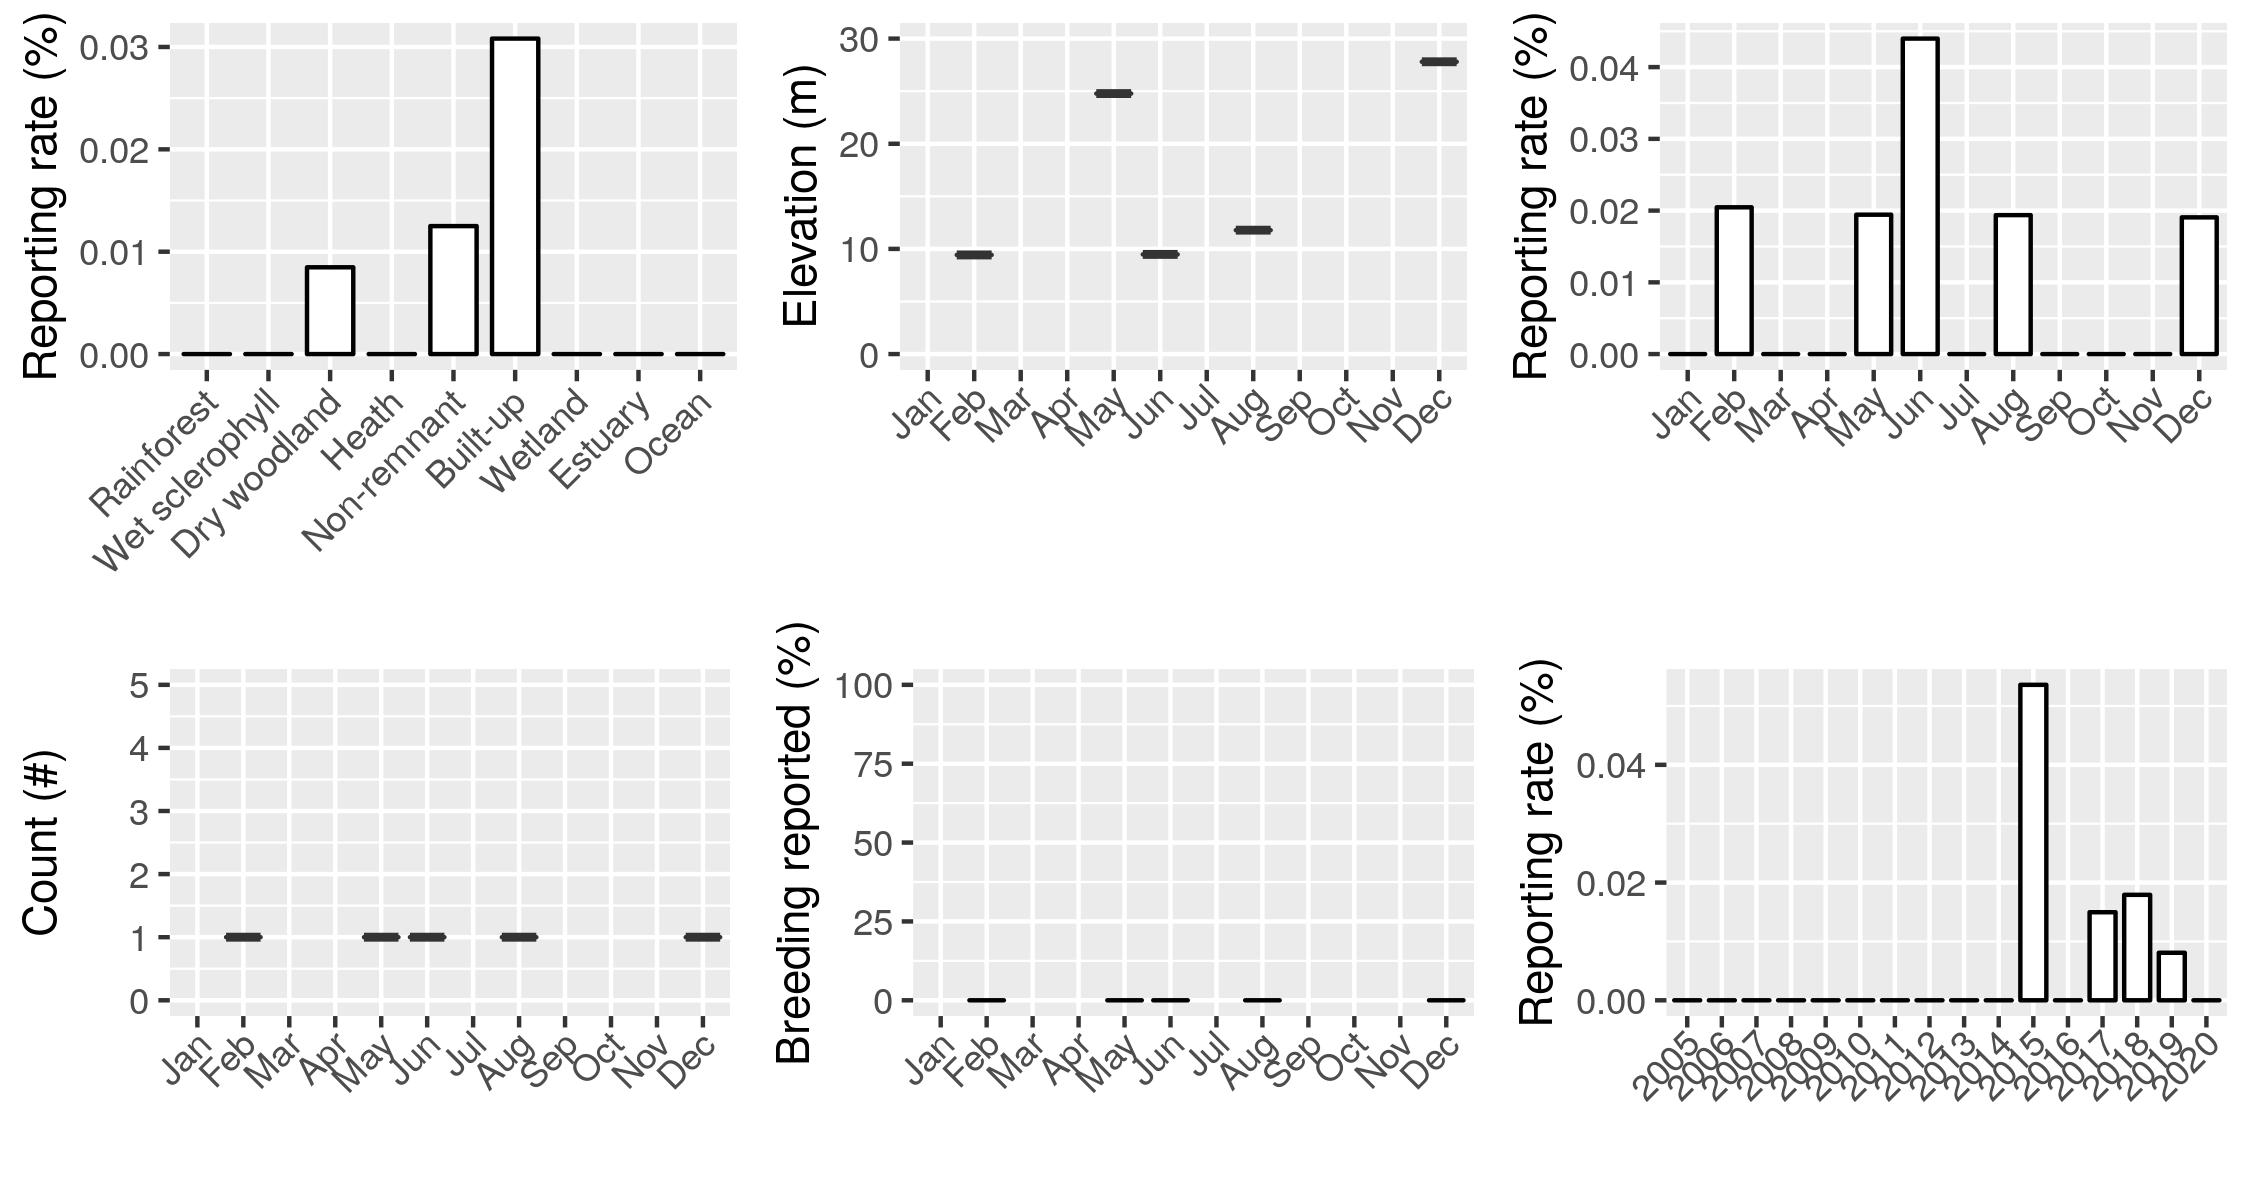 Reporting rate (%)
0.03
0.02
0.01
0.00
Rainforest
Wet sclerophyll
Dry woodland
Heath
Non-remnant
Built-up
Wetland
Estuary
Ocean
Elevation (m)
30
20
10
0
Jan
Feb
Mar
Apr
May
Jun
Jul
Aug
Sep
Oct
Nov
Dec
Reporting rate (%)
0.04
0.03
0.02
0.01
0.00
Jan
Feb
Mar
Apr
May
Jun
Jul
Aug
Sep
Oct
Nov
Dec
Count (#)
5
4
3
2
1
0
Jan
Feb
Mar
Apr
May
Jun
Jul
Aug
Sep
Oct
Nov
Dec
Breeding reported (%)
100
75
50
25
0
Jan
Feb
Mar
Apr
May
Jun
Jul
Aug
Sep
Oct
Nov
Dec
Reporting rate (%)
0.04
0.02
0.00
2005
2006
2007
2008
2009
2010
2011
2012
2013
2014
2015
2016
2017
2018
2019
2020